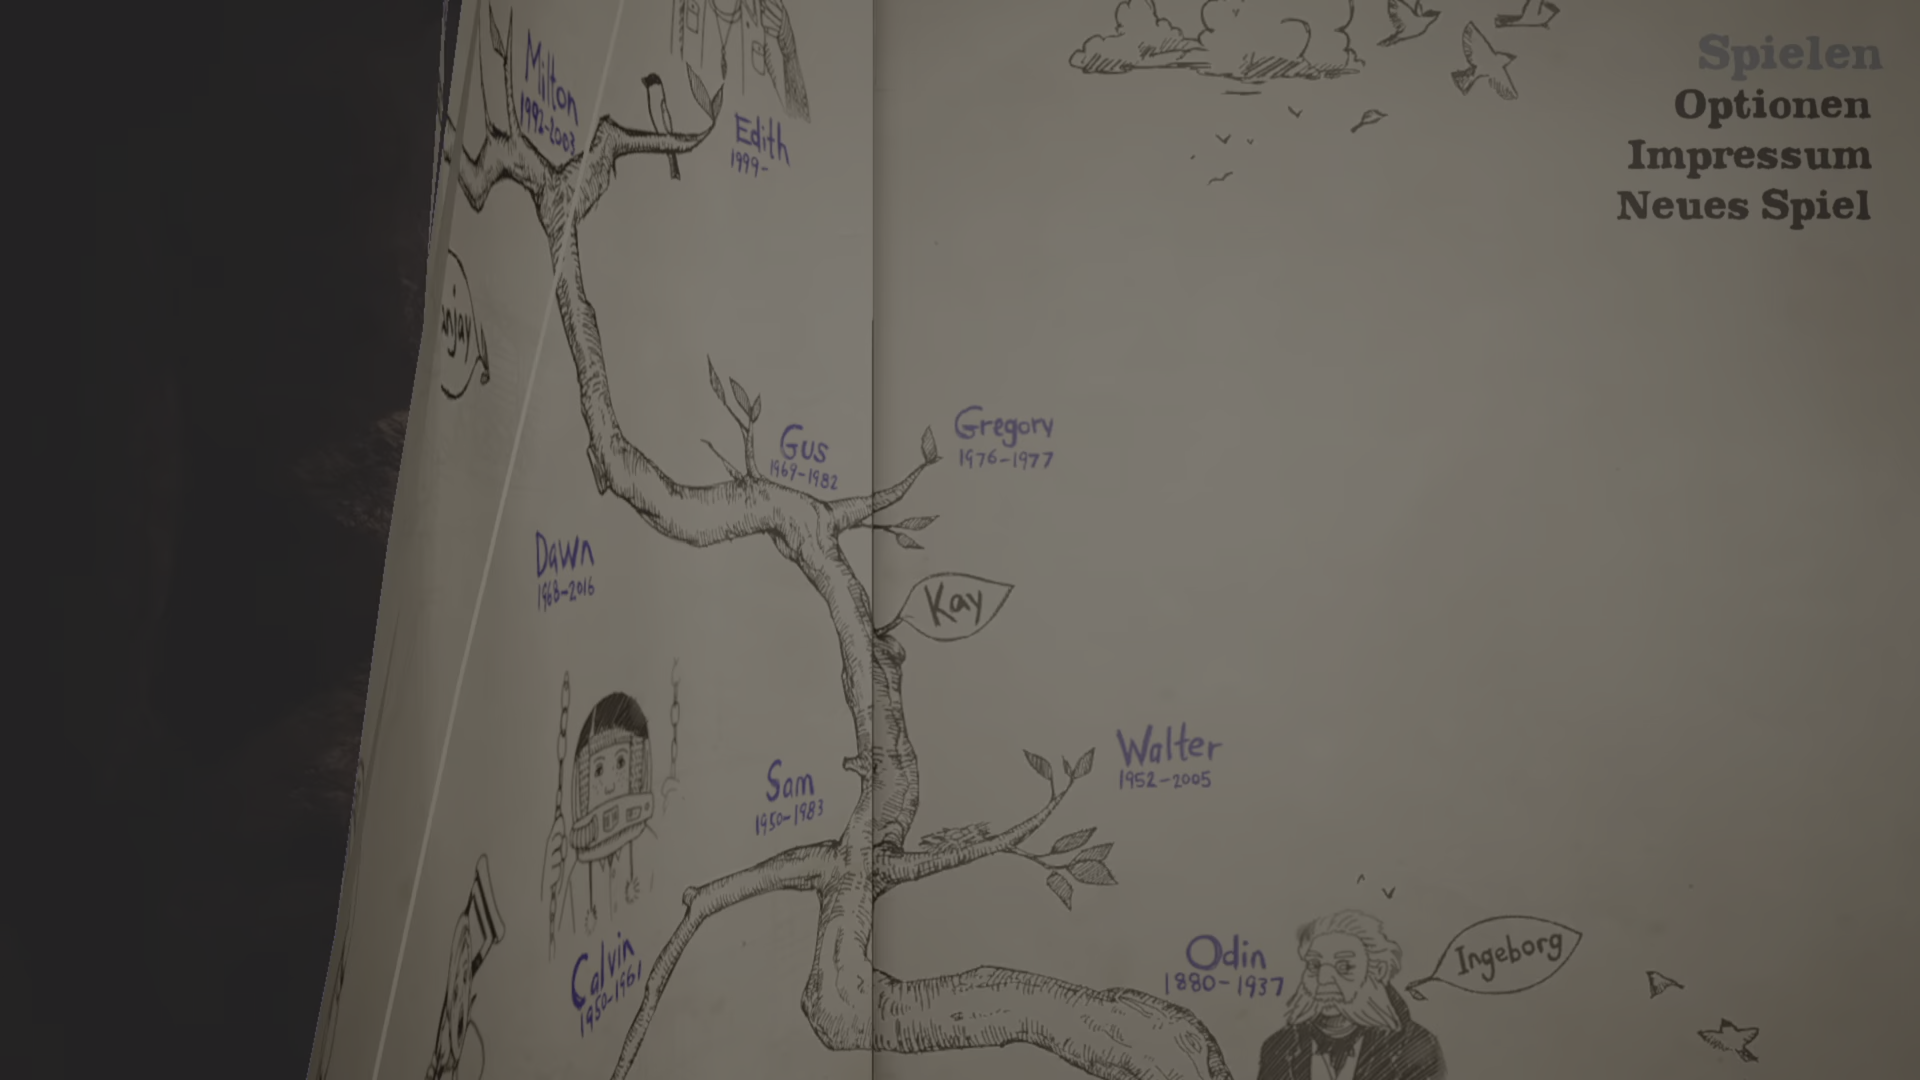 Spielen
Optionen
Impressum
Neues Spiel
Milton
1992-2003
Edith
1999-
Gus
1969-1982
Gregory
1976-1977
Dawn
1968-2016
Kay
Sam
1950-1983
Walter
1952-2005
Calvin
1950-1961
Odin
1880-1937
Ingeborg